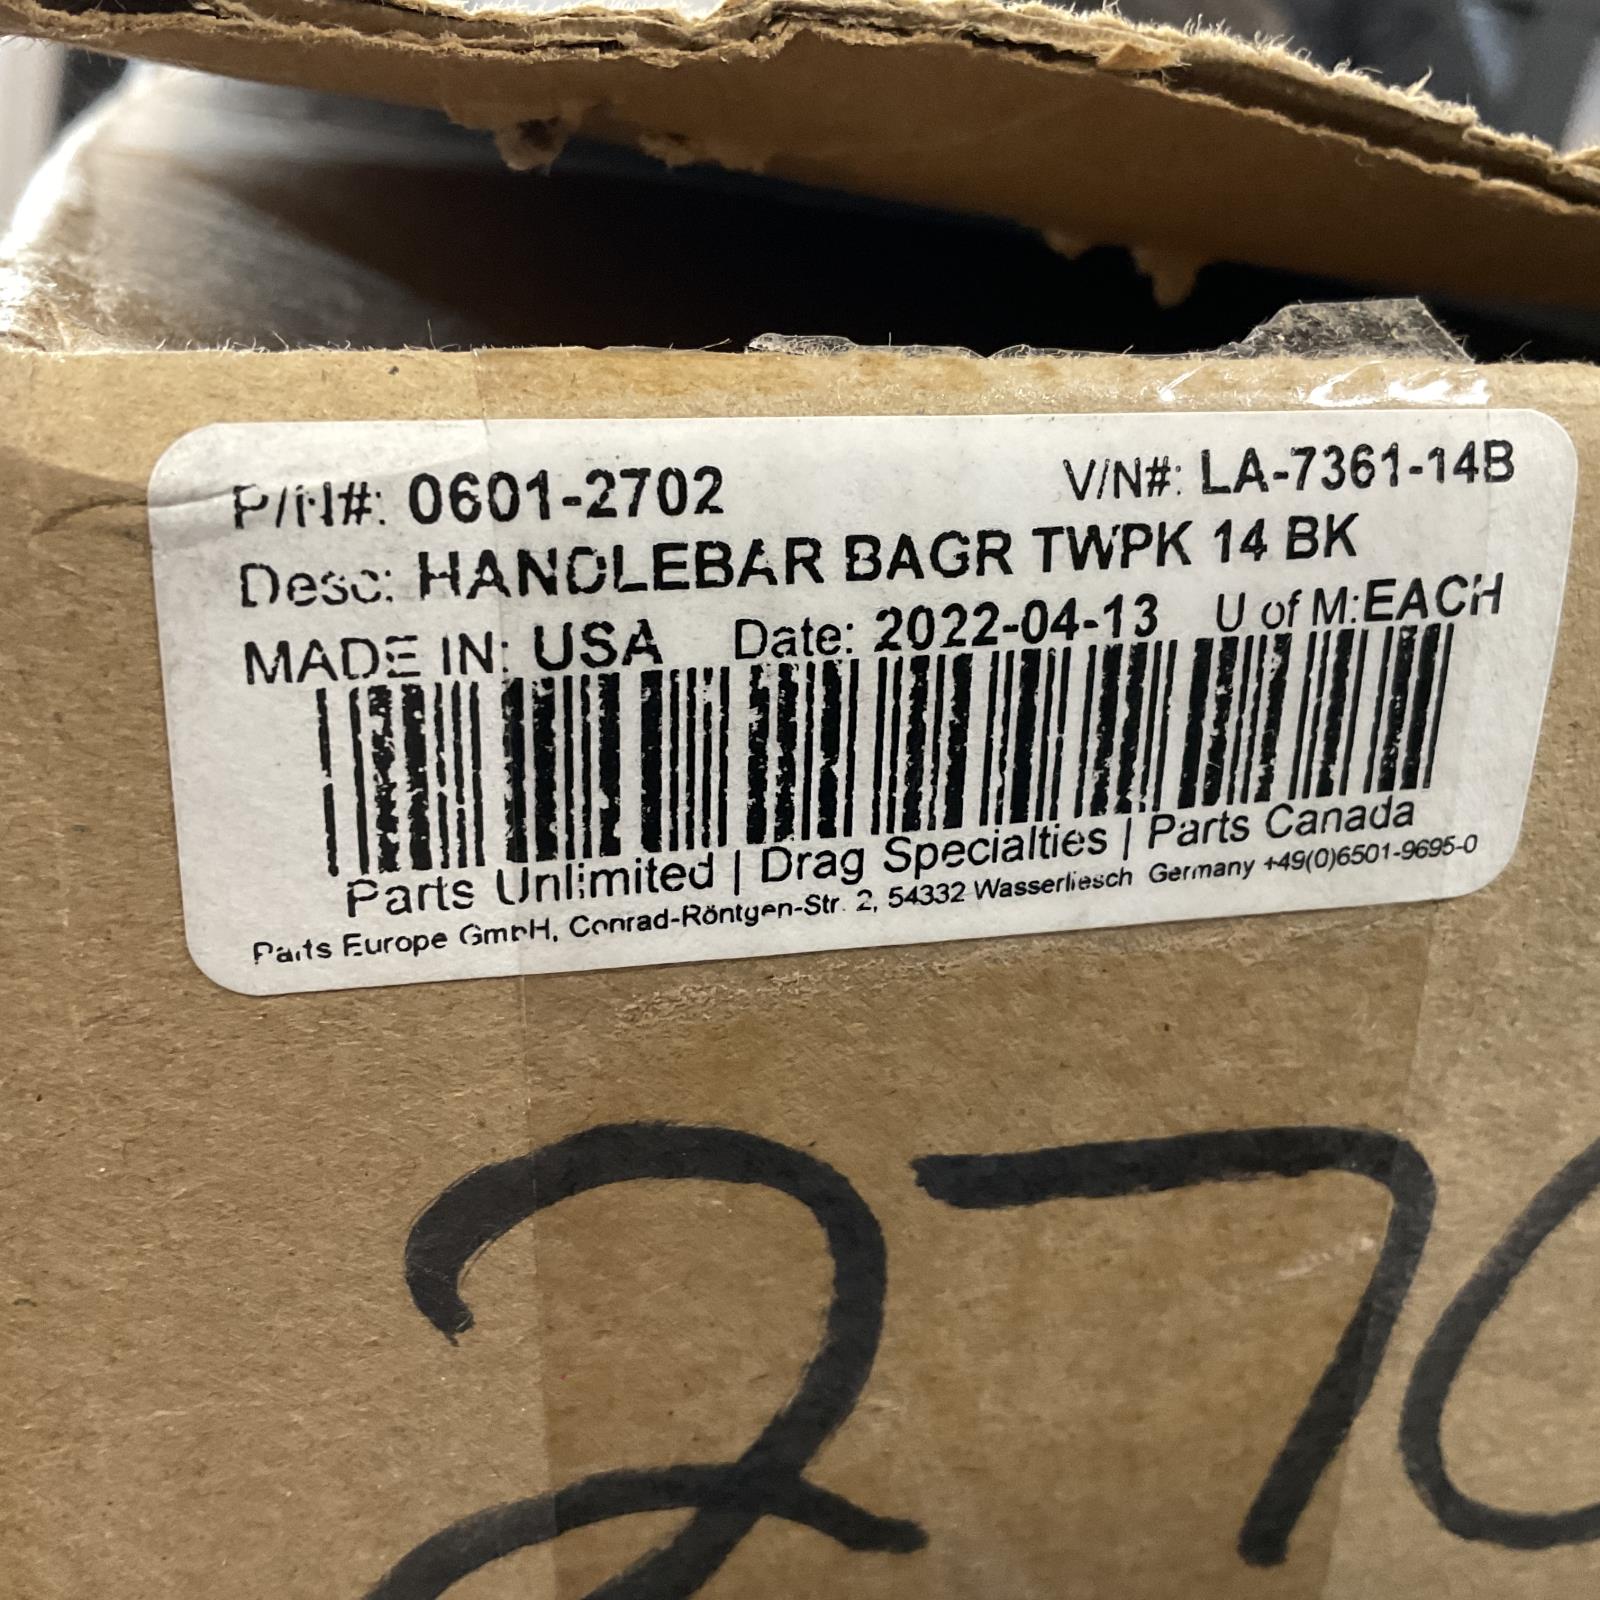 P/N#: 0601-2702 V/N#: LA-7361-14B
Desc: HANDLEBAR BAGR TWPK 14 BK
MADE IN: USA Date: 2022-04-13 U of M:EACH
Parts Unlimited | Drag Specialties | Parts Canada
Parts Europe GmbH, Conrad-Röntgen-Str. 2, 54332 Wasserliesch Germany +49(0)6501-9695-0
270